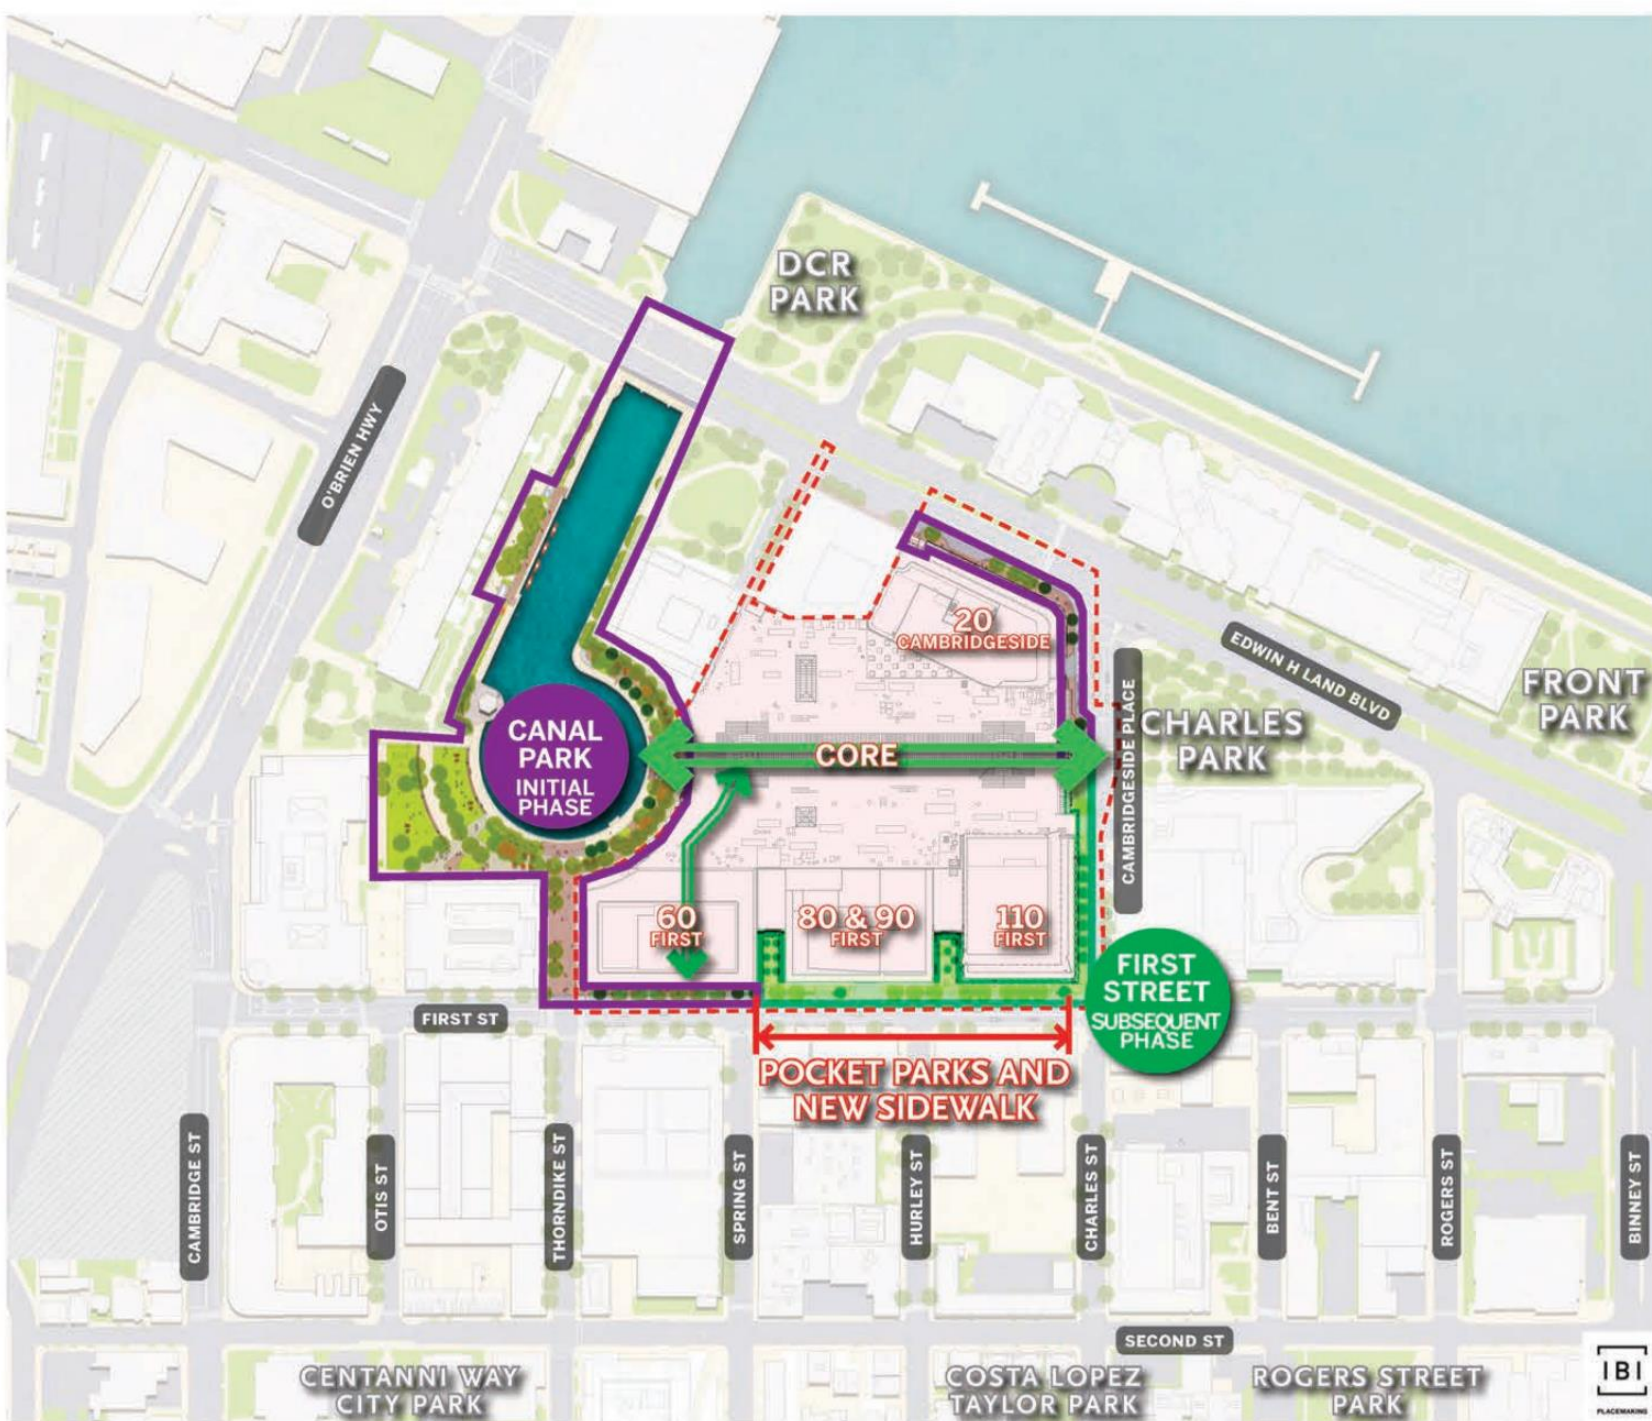 DCR
PARK
O'BRIEN HWY
20
CAMBRIDGESIDE
EDWIN H LAND BLVD
FRONT
PARK
CANAL
PARK
INITIAL
PHASE
CORE
CAMBRIDGESIDE PLACE
CHARLES
PARK
60
FIRST
80 & 90
FIRST
110
FIRST
FIRST
STREET
SUBSEQUENT
PHASE
FIRST ST
POCKET PARKS AND
NEW SIDEWALK
CAMBRIDGE ST
OTIS ST
THORNDIKE ST
SPRING ST
HURLEY ST
CHARLES ST
BENT ST
ROGERS ST
BINNEY ST
SECOND ST
CENTANNI WAY
CITY PARK
COSTA LOPEZ
TAYLOR PARK
ROGERS STREET
PARK
IBI
PLACEMAKING